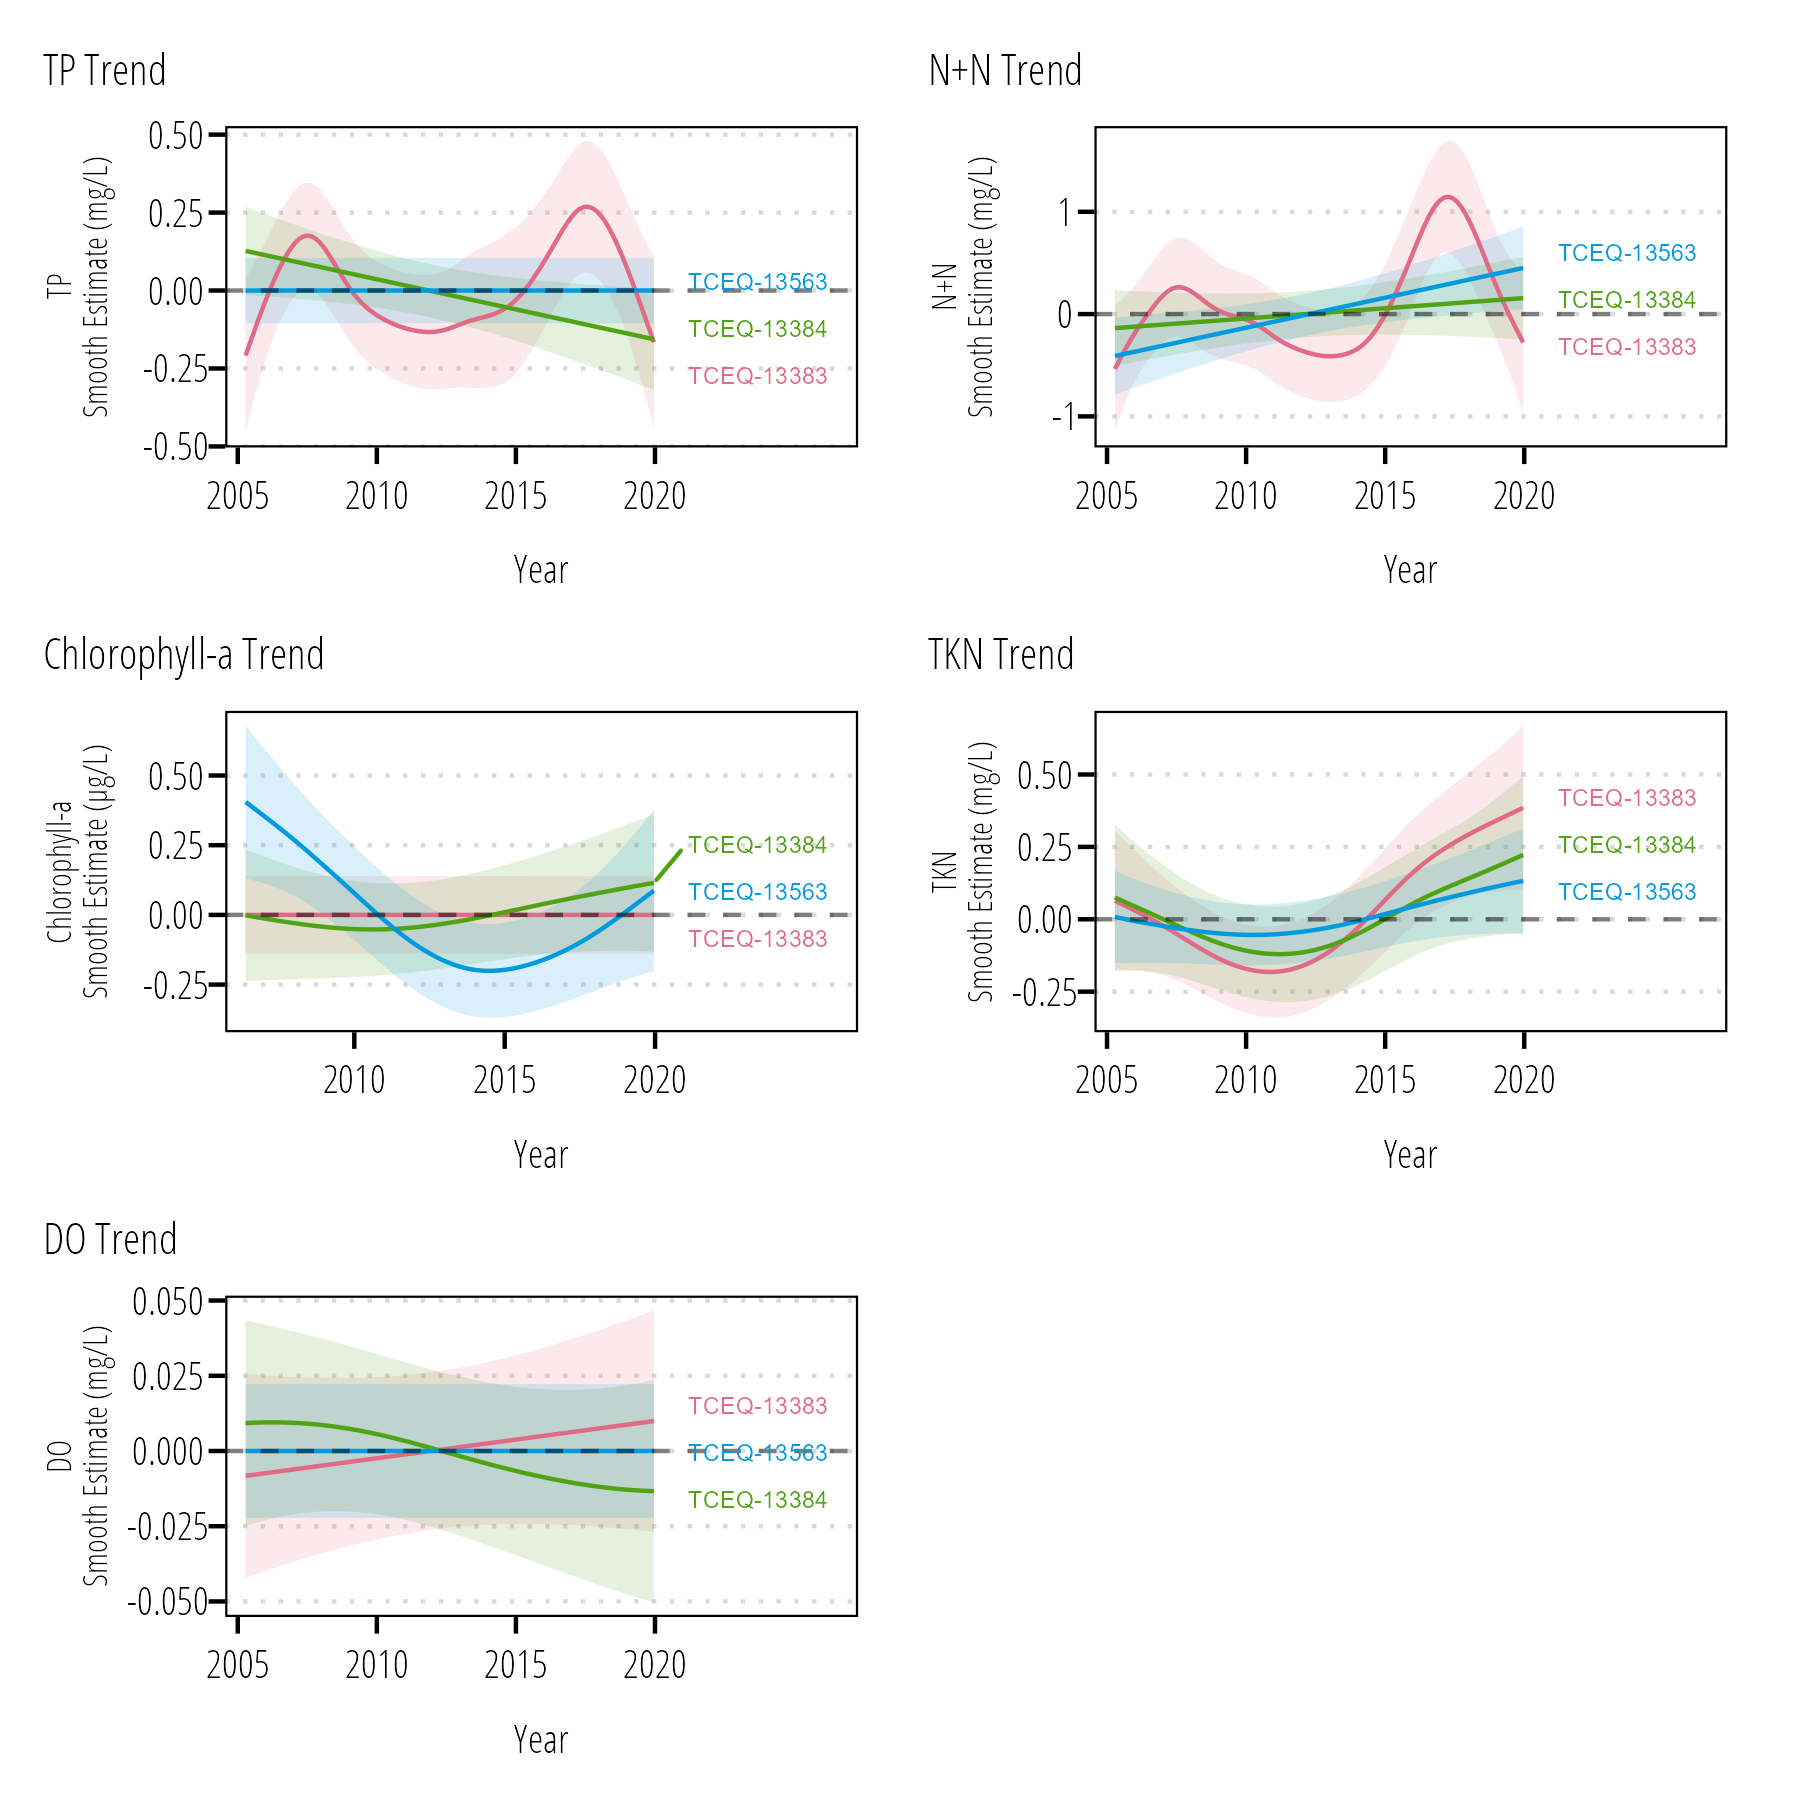 TP Trend
TP
Smooth Estimate (mg/L)
0.50
0.25
0.00
-0.25
-0.50
TCEQ-13563
TCEQ-13384
TCEQ-13383
2005 2010 2015 2020
Year
N+N Trend
N+N
Smooth Estimate (mg/L)
1
0
-1
TCEQ-13563
TCEQ-13384
TCEQ-13383
2005 2010 2015 2020
Year
Chlorophyll-a Trend
Chlorophyll-a
Smooth Estimate (µg/L)
0.50
0.25
0.00
-0.25
TCEQ-13384
TCEQ-13563
TCEQ-13383
2010 2015 2020
Year
TKN Trend
TKN
Smooth Estimate (mg/L)
0.50
0.25
0.00
-0.25
TCEQ-13383
TCEQ-13384
TCEQ-13563
2005 2010 2015 2020
Year
DO Trend
DO
Smooth Estimate (mg/L)
0.050
0.025
0.000
-0.025
-0.050
TCEQ-13383
TCEQ-13563
TCEQ-13384
2005 2010 2015 2020
Year